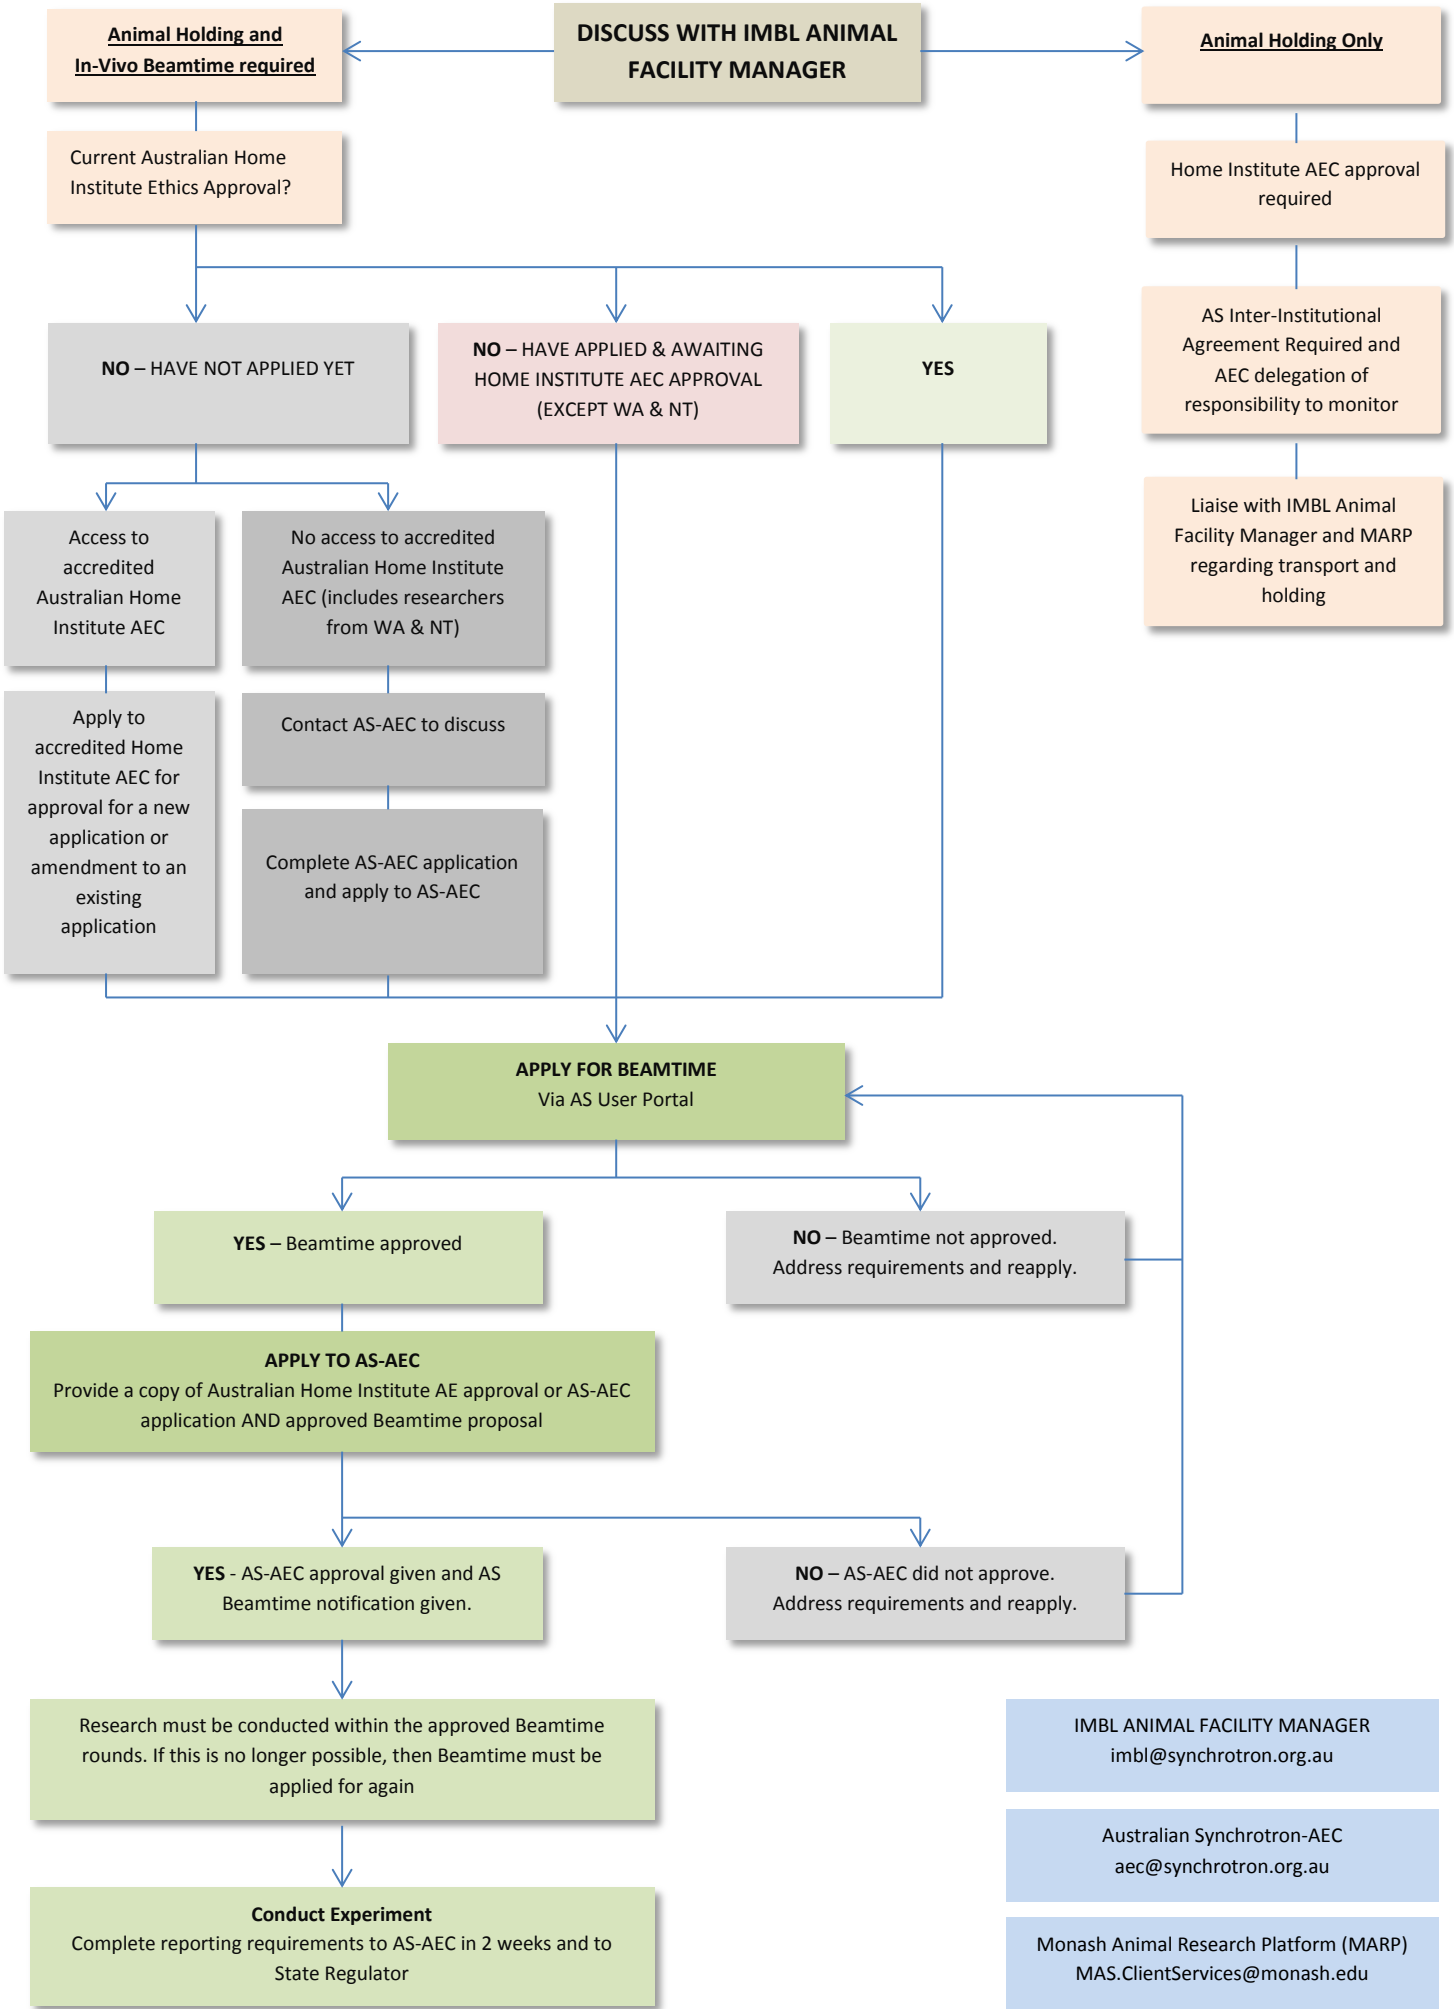 DISCUSS WITH IMBL ANIMAL
FACILITY MANAGER
Animal Holding and
In-Vivo Beamtime required
Animal Holding Only
Current Australian Home
Institute Ethics Approval?
Home Institute AEC approval
required
AS Inter-Institutional
Agreement Required and
AEC delegation of
responsibility to monitor
Liaise with IMBL Animal
Facility Manager and MARP
regarding transport and
holding
NO – HAVE NOT APPLIED YET
NO – HAVE APPLIED & AWAITING
HOME INSTITUTE AEC APPROVAL
(EXCEPT WA & NT)
YES
Access to
accredited
Australian Home
Institute AEC
No access to accredited
Australian Home Institute
AEC (includes researchers
from WA & NT)
Apply to
accredited Home
Institute AEC for
approval for a new
application or
amendment to an
existing
application
Contact AS-AEC to discuss
Complete AS-AEC application
and apply to AS-AEC
APPLY FOR BEAMTIME
Via AS User Portal
YES – Beamtime approved
NO – Beamtime not approved.
Address requirements and reapply.
APPLY TO AS-AEC
Provide a copy of Australian Home Institute AE approval or AS-AEC
application AND approved Beamtime proposal
YES - AS-AEC approval given and AS
Beamtime notification given.
NO – AS-AEC did not approve.
Address requirements and reapply.
Research must be conducted within the approved Beamtime
rounds. If this is no longer possible, then Beamtime must be
applied for again
Conduct Experiment
Complete reporting requirements to AS-AEC in 2 weeks and to
State Regulator
IMBL ANIMAL FACILITY MANAGER
imbl@synchrotron.org.au
Australian Synchrotron-AEC
aec@synchrotron.org.au
Monash Animal Research Platform (MARP)
MAS.ClientServices@monash.edu